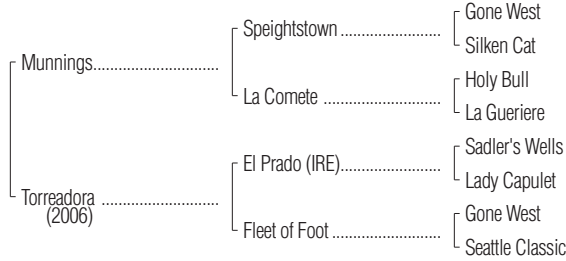 Gone West
Speightstown
Silken Cat
Munnings
Holy Bull
La Comete
La Gueriere
Sadler's Wells
El Prado (IRE)
Lady Capulet
Torreadora
(2006)
Gone West
Fleet of Foot
Seattle Classic